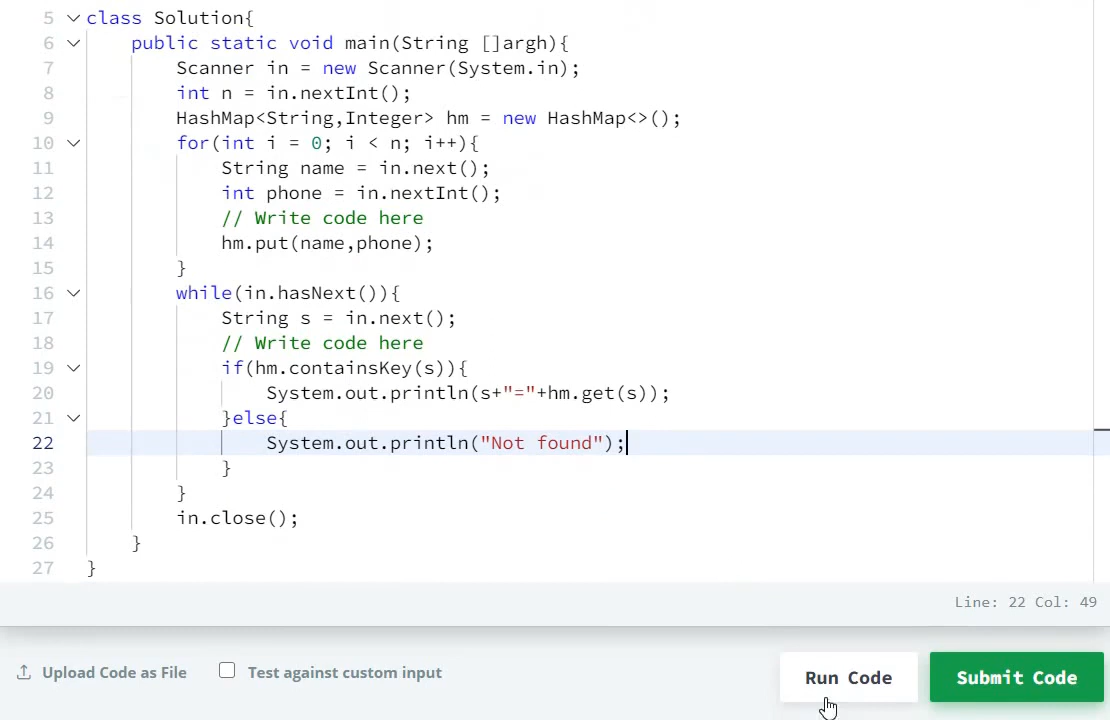 5 class Solution{
6 public static void main(String []argh){
7 Scanner in = new Scanner(System.in);
8 int n = in.nextInt();
9 HashMap<String,Integer> hm = new HashMap<>();
10 for(int i = 0; i < n; i++){
11 String name = in.next();
12 int phone = in.nextInt();
13 // Write code here
14 hm.put(name,phone);
15 }
16 while(in.hasNext()){
17 String s = in.next();
18 // Write code here
19 if(hm.containsKey(s)){
20 System.out.println(s+"="+hm.get(s));
21 }else{
22 System.out.println("Not found");
23 }
24 }
25 in.close();
26 }
27 }
Line: 22 Col: 49
Upload Code as File Test against custom input Run Code Submit Code